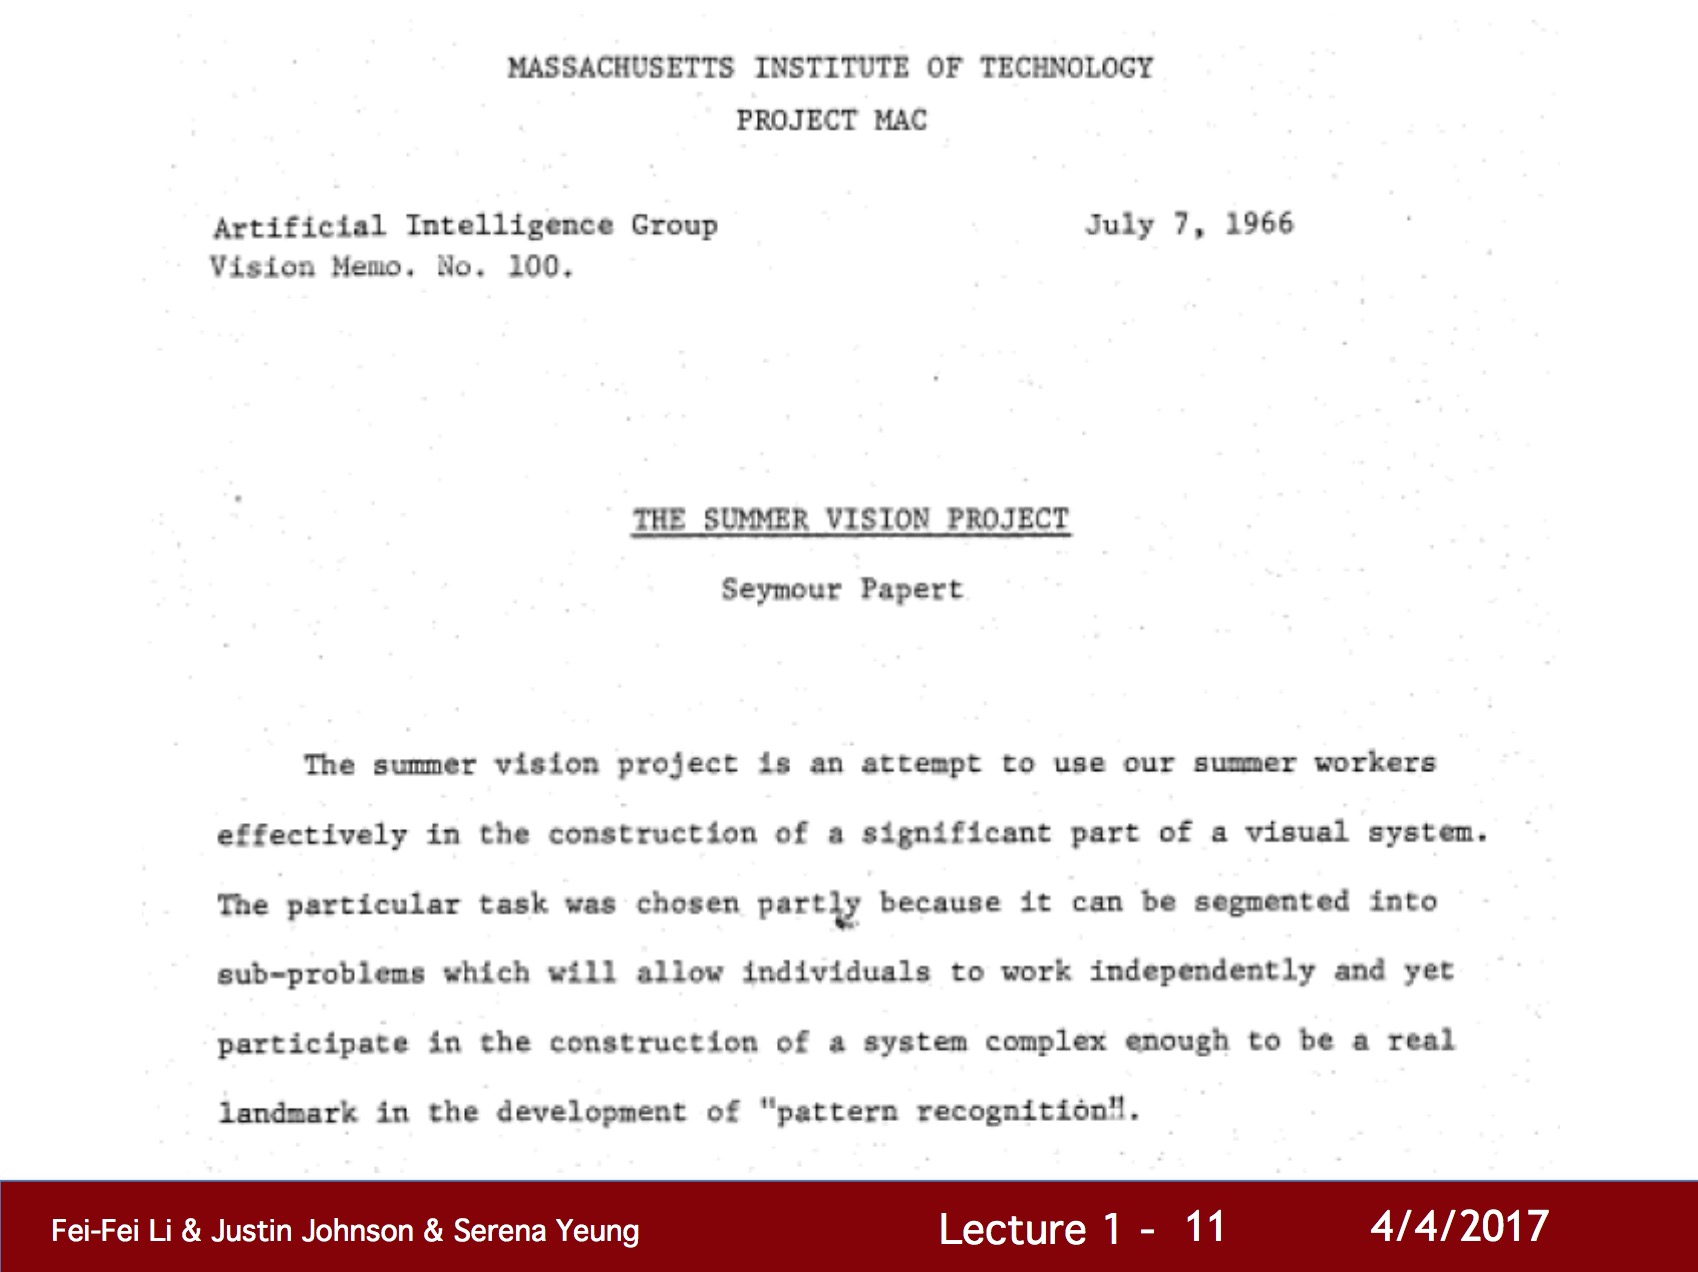 MASSACHUSETTS INSTITUTE OF TECHNOLOGY
PROJECT MAC
Artificial Intelligence Group July 7, 1966
Vision Memo. No. 100.
THE SUMMER VISION PROJECT
Seymour Papert
The summer vision project is an attempt to use our summer workers
effectively in the construction of a significant part of a visual system.
The particular task was chosen partly because it can be segmented into
sub-problems which will allow individuals to work independently and yet
participate in the construction of a system complex enough to be a real
landmark in the development of "pattern recognition".
Fei-Fei Li & Justin Johnson & Serena Yeung Lecture 1 - 11 4/4/2017